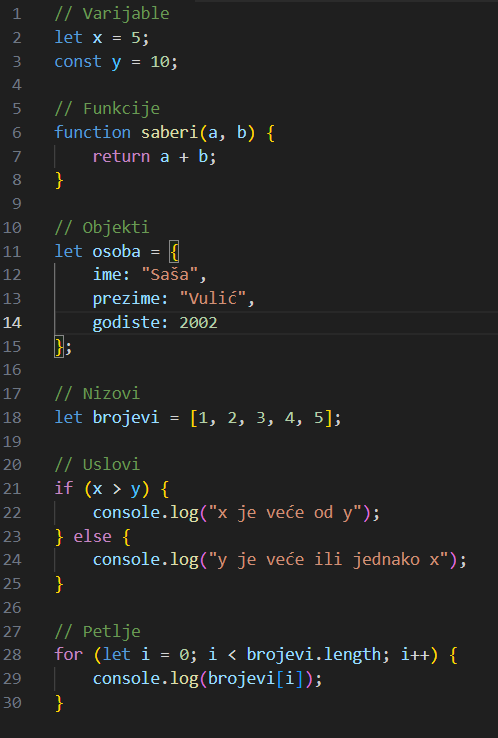 1 // Varijable
2 let x = 5;
3 const y = 10;
4
5 // Funkcije
6 function saberi(a, b) {
7     return a + b;
8 }
9
10 // Objekti
11 let osoba = {
12     ime: "Saša",
13     prezime: "Vulić",
14     godiste: 2002
15 };
16
17 // Nizovi
18 let brojevi = [1, 2, 3, 4, 5];
19
20 // Uslovi
21 if (x > y) {
22     console.log("x je veće od y");
23 } else {
24     console.log("y je veće ili jednako x");
25 }
26
27 // Petlje
28 for (let i = 0; i < brojevi.length; i++) {
29     console.log(brojevi[i]);
30 }